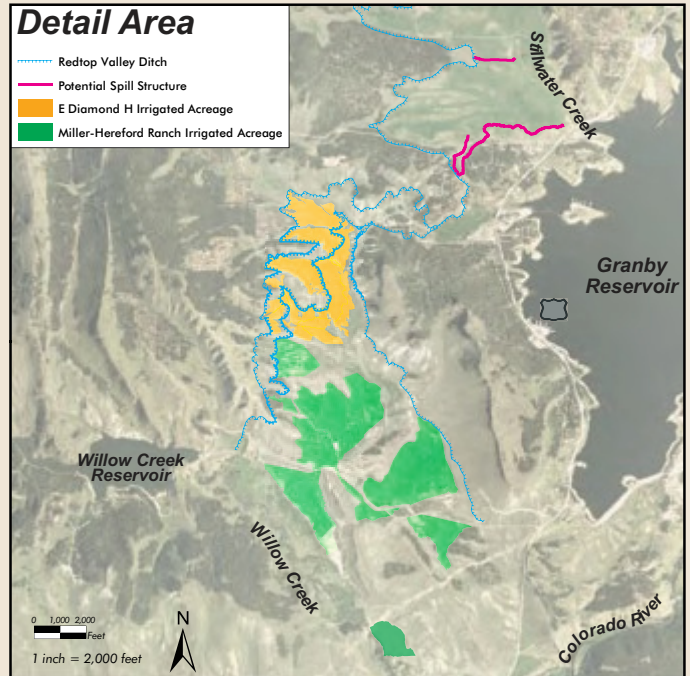 Detail Area
Redtop Valley Ditch
Potential Spill Structure
E Diamond H Irrigated Acreage
Miller-Hereford Ranch Irrigated Acreage
Stillwater Creek
Granby
Reservoir
Willow Creek
Reservoir
Willow Creek
Colorado River
0 1,000 2,000
Feet
1 inch = 2,000 feet
N